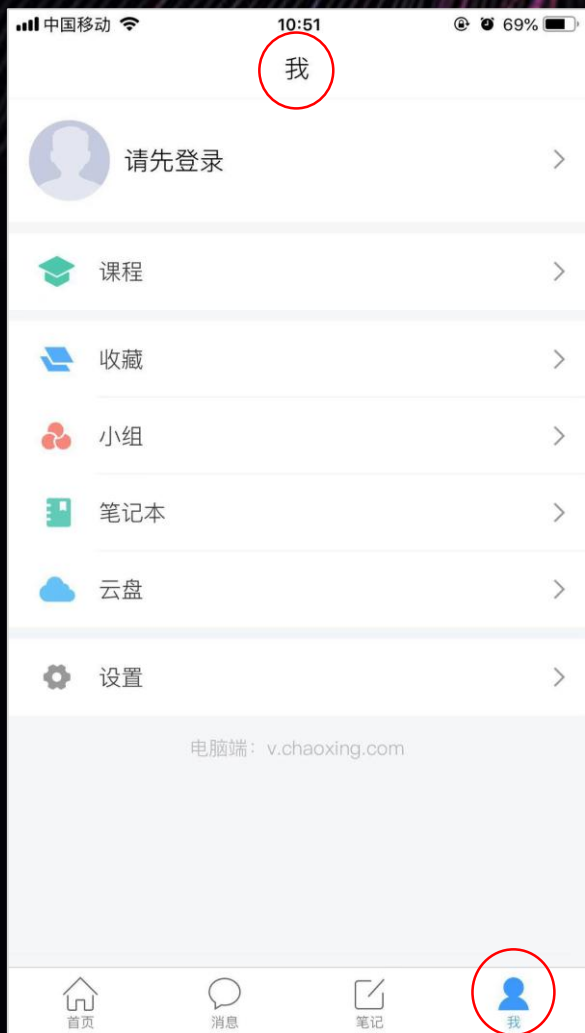 中国移动 10:51 69%
我
请先登录
课程
收藏
小组
笔记本
云盘
设置
电脑端：v.chaoxing.com
首页 消息 笔记 我